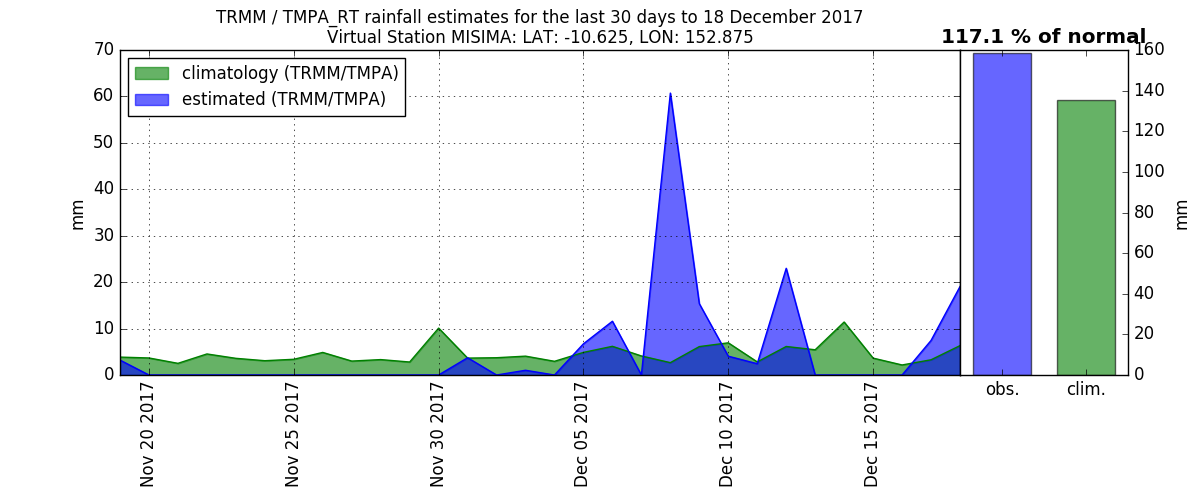 TRMM / TMPA_RT rainfall estimates for the last 30 days to 18 December 2017
Virtual Station MISIMA: LAT: -10.625, LON: 152.875
117.1 % of normal
climatology (TRMM/TMPA)
estimated (TRMM/TMPA)
70
60
50
40
30
20
10
0
mm
Nov 20 2017
Nov 25 2017
Nov 30 2017
Dec 05 2017
Dec 10 2017
Dec 15 2017
obs.
clim.
160
140
120
100
80
60
40
20
0
mm